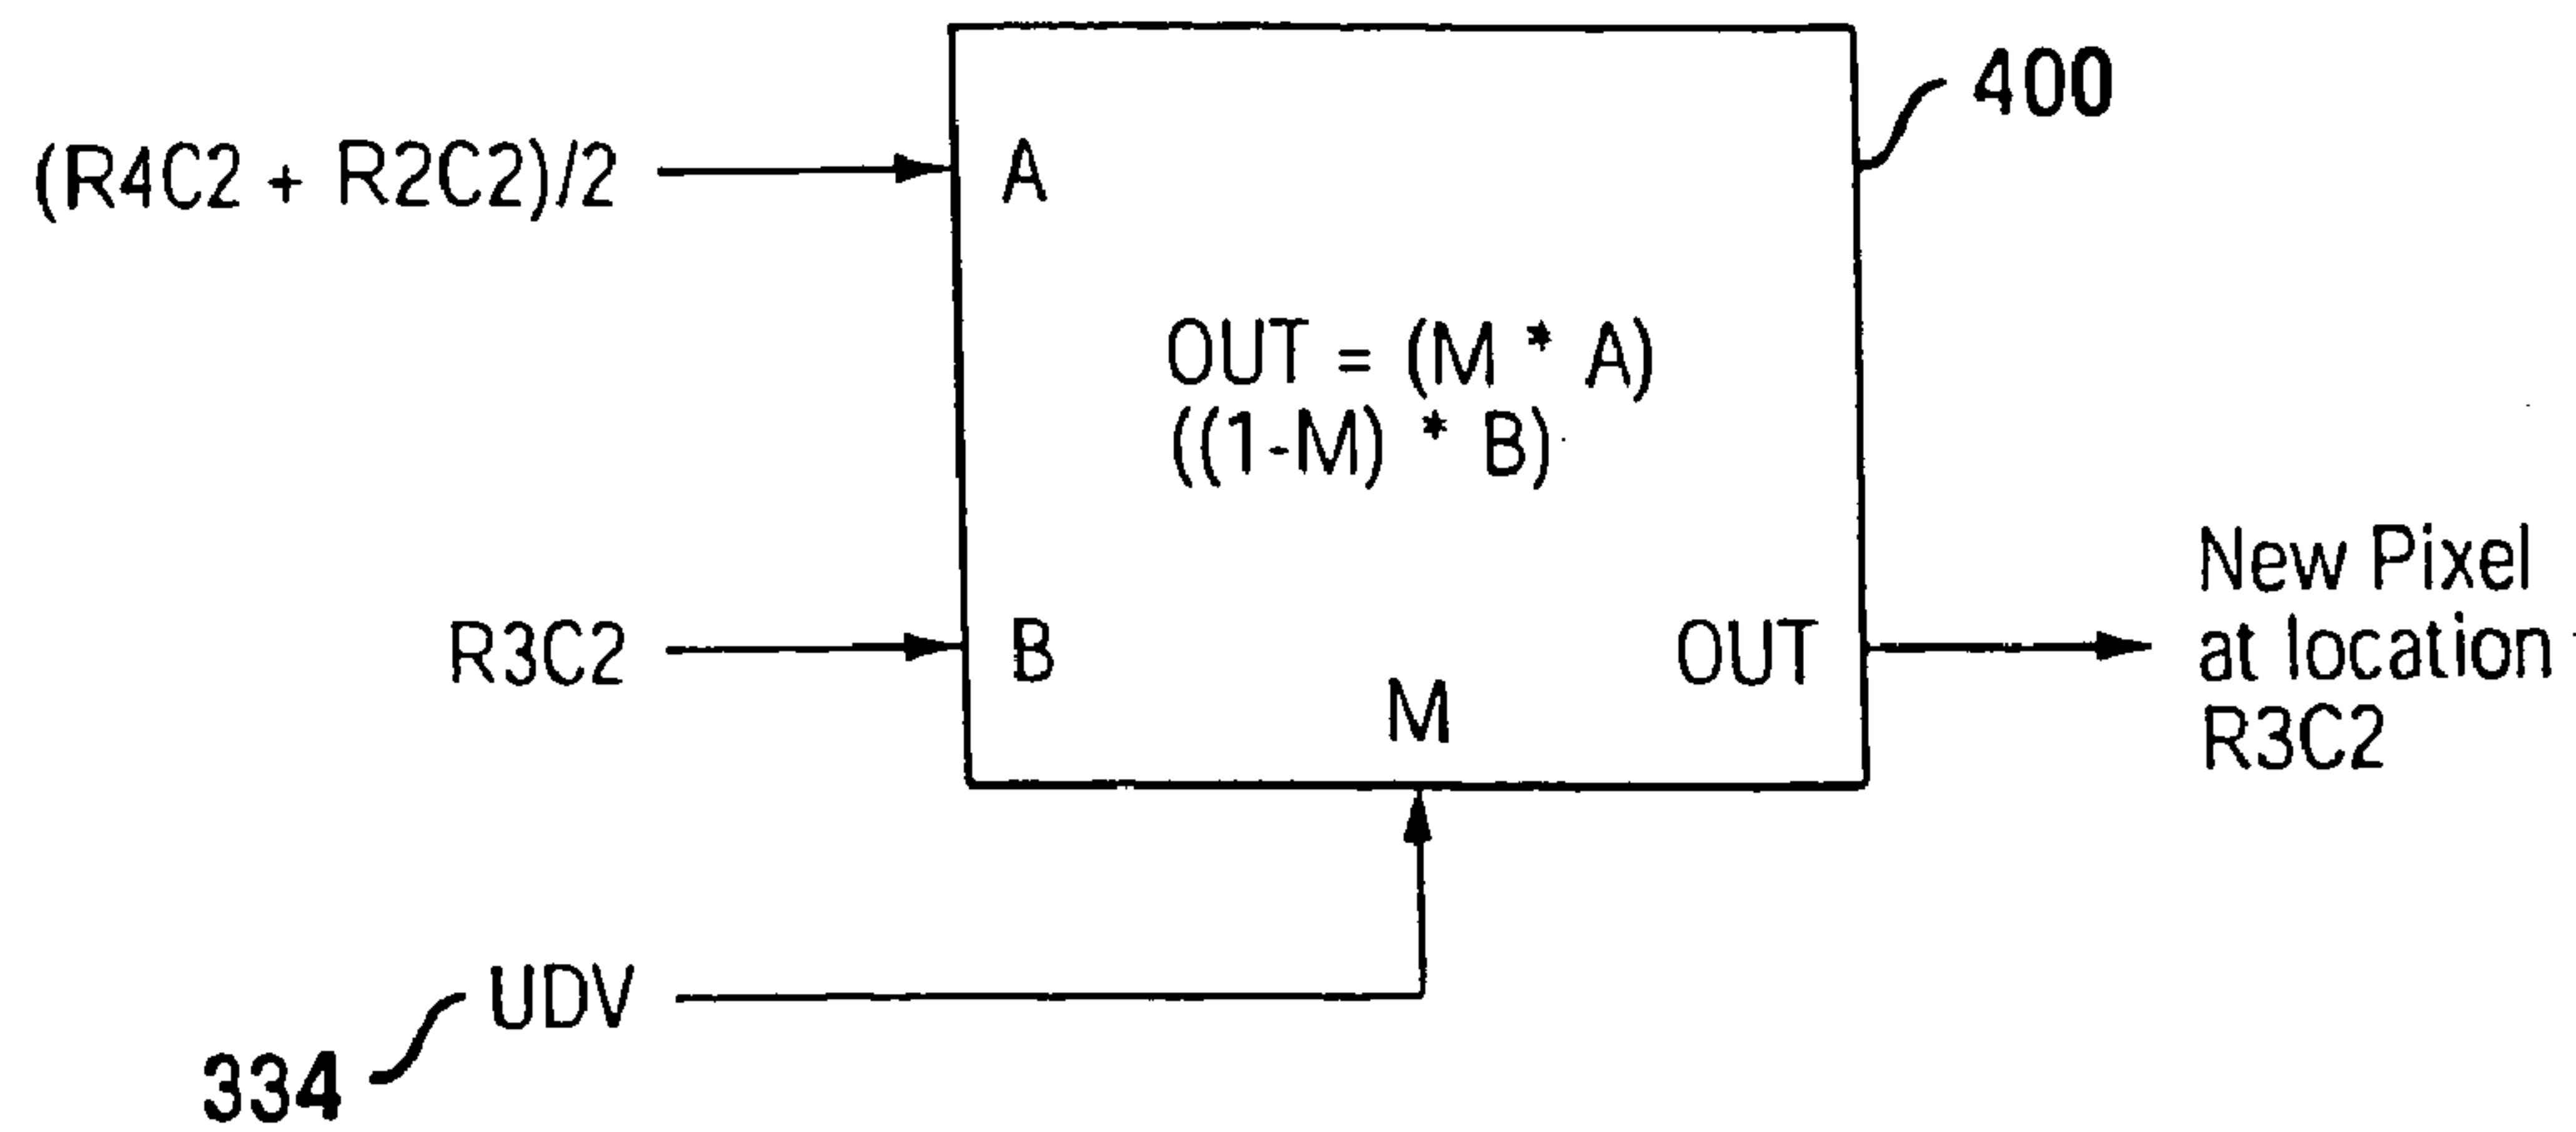 400
(R4C2 + R2C2)/2
A
OUT = (M * A)
((1-M) * B)
R3C2
B
M
OUT
New Pixel
at location
R3C2
UDV
334